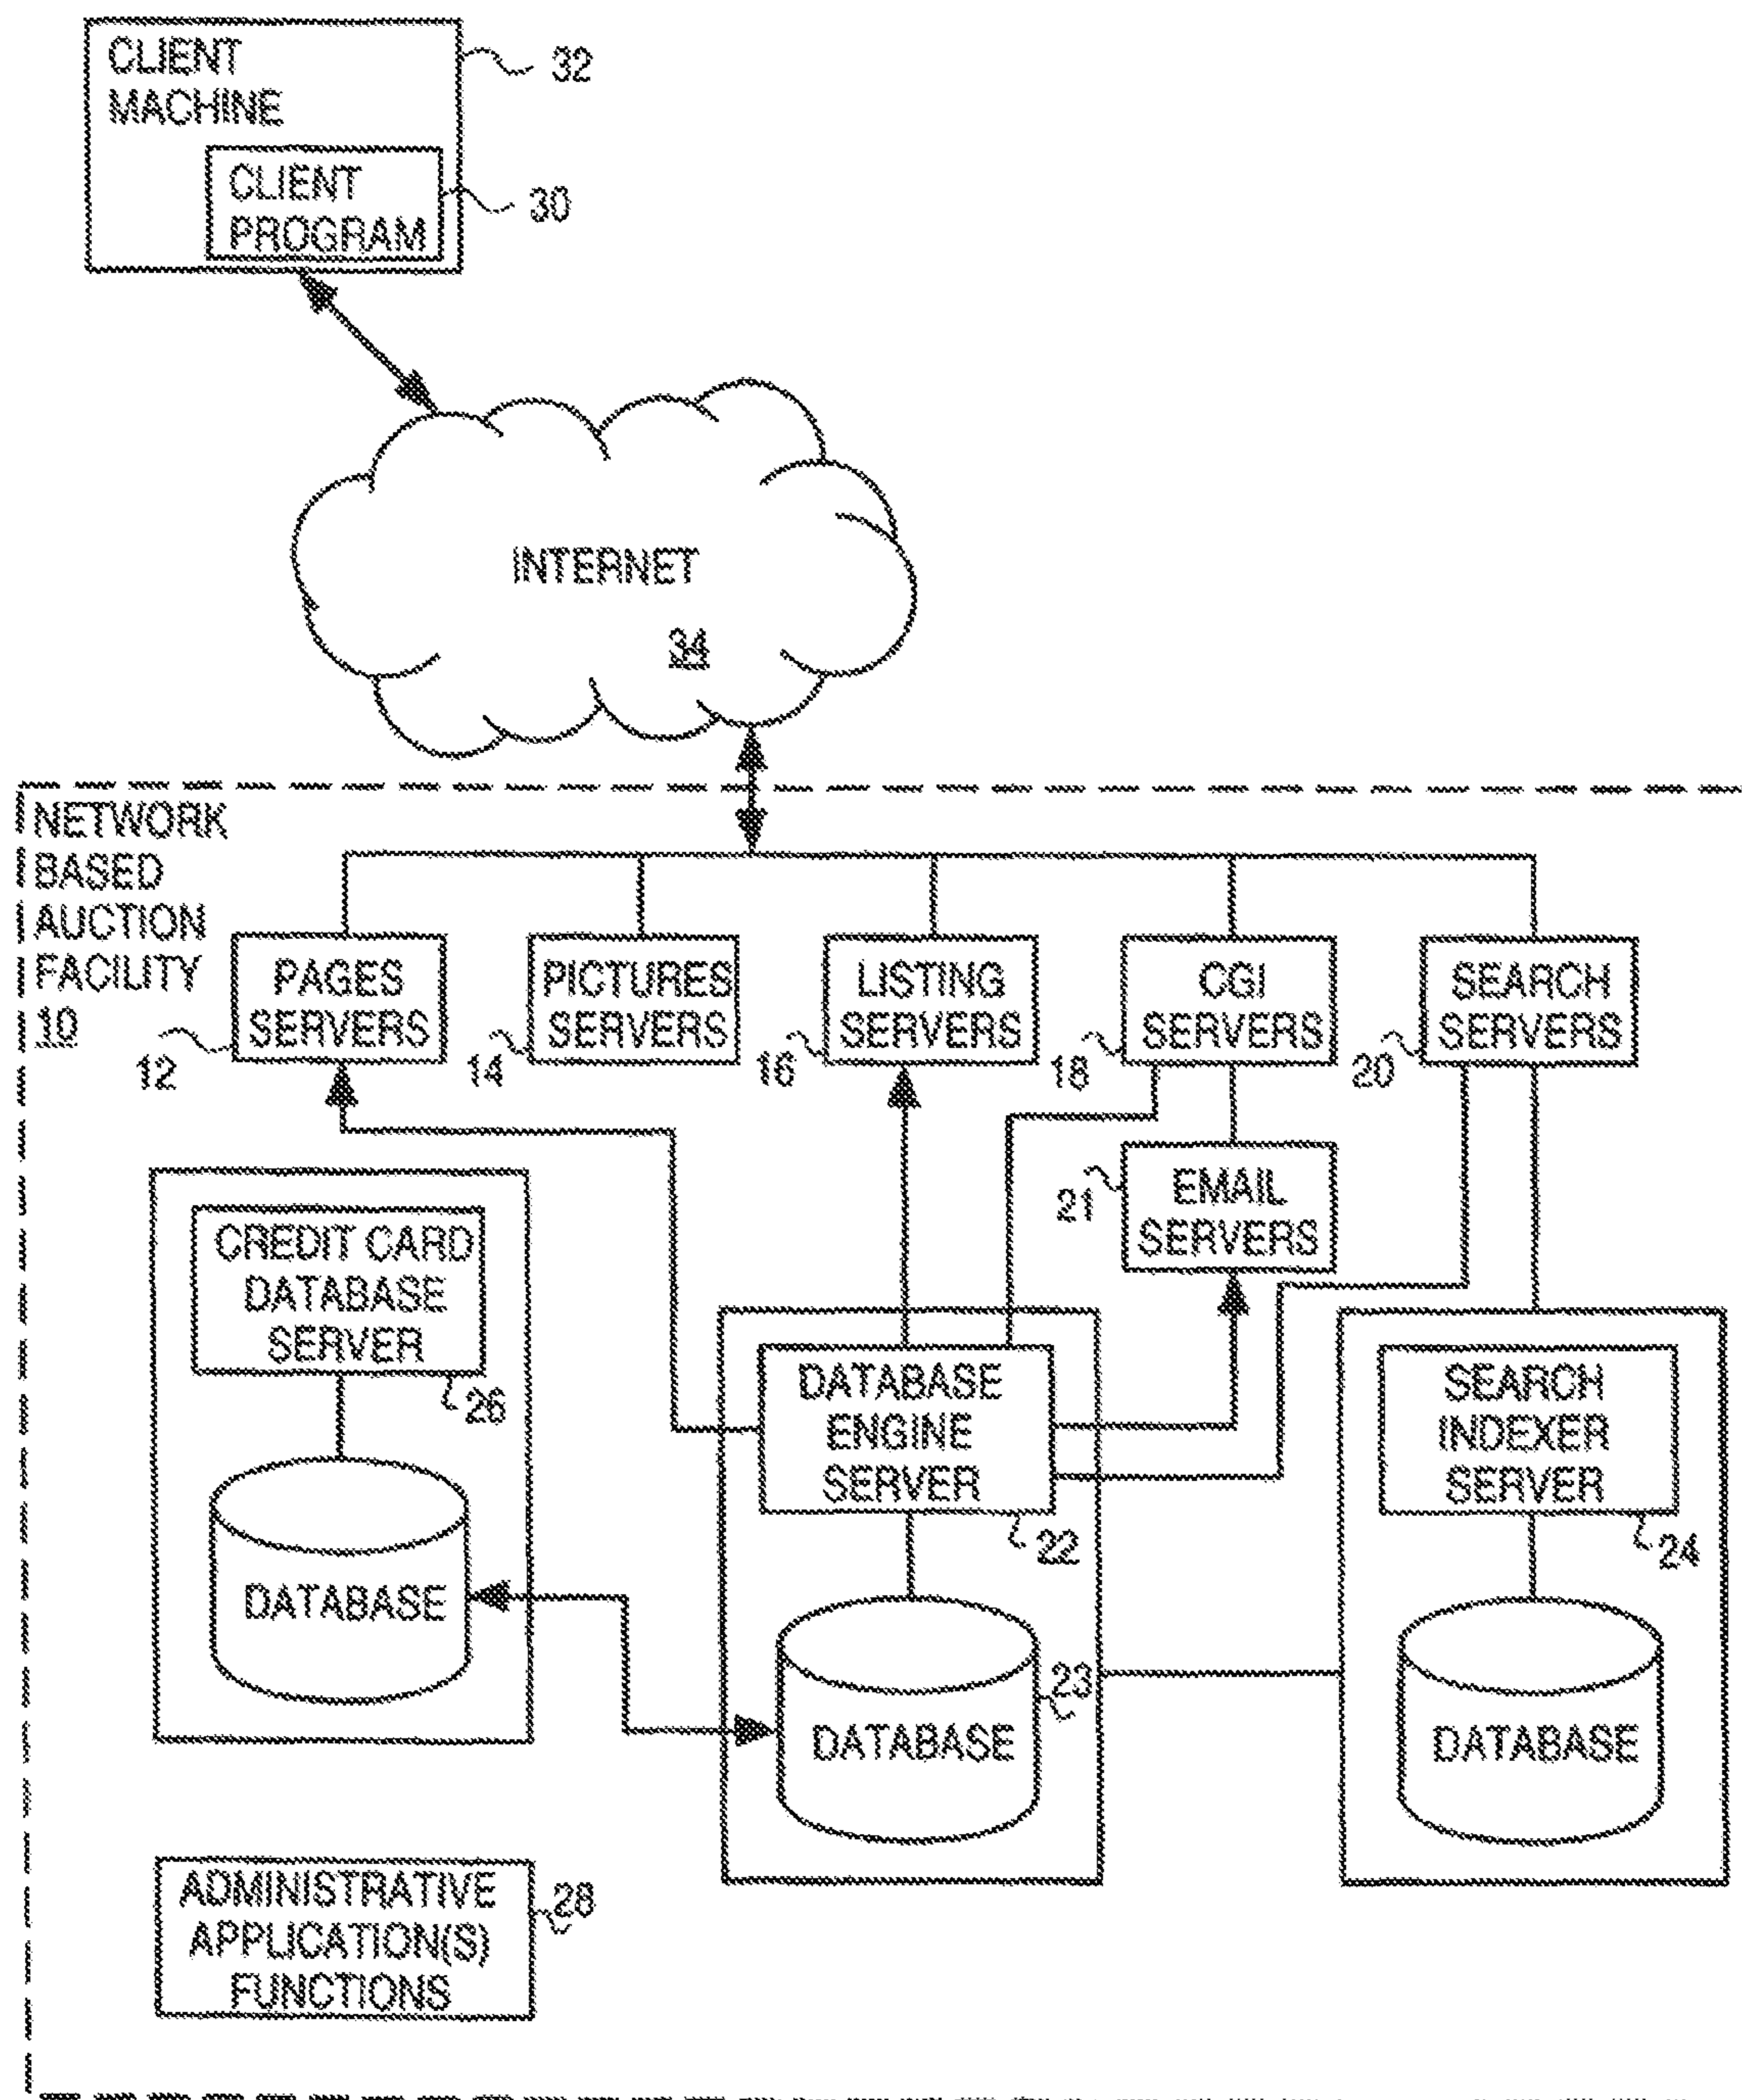 CLIENT
MACHINE
32
CLIENT
PROGRAM
30
INTERNET
34
NETWORK
BASED
AUCTION
FACILITY
10
PAGES
SERVERS
12
PICTURES
SERVERS
14
LISTING
SERVERS
16
CGI
SERVERS
18
SEARCH
SERVERS
20
EMAIL
SERVERS
21
CREDIT CARD
DATABASE
SERVER
26
DATABASE
DATABASE
ENGINE
SERVER
22
DATABASE
23
SEARCH
INDEXER
SERVER
24
DATABASE
ADMINISTRATIVE
APPLICATION(S)
FUNCTIONS
28